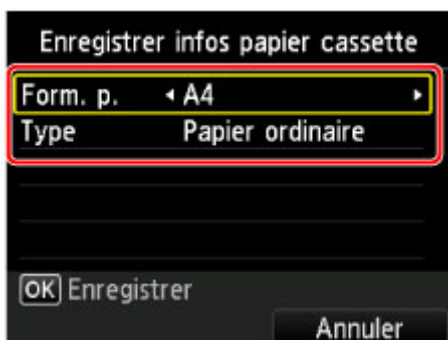 Enregistrer infos papier cassette
Form. p. A4
Type Papier ordinaire
OK Enregistrer
Annuler